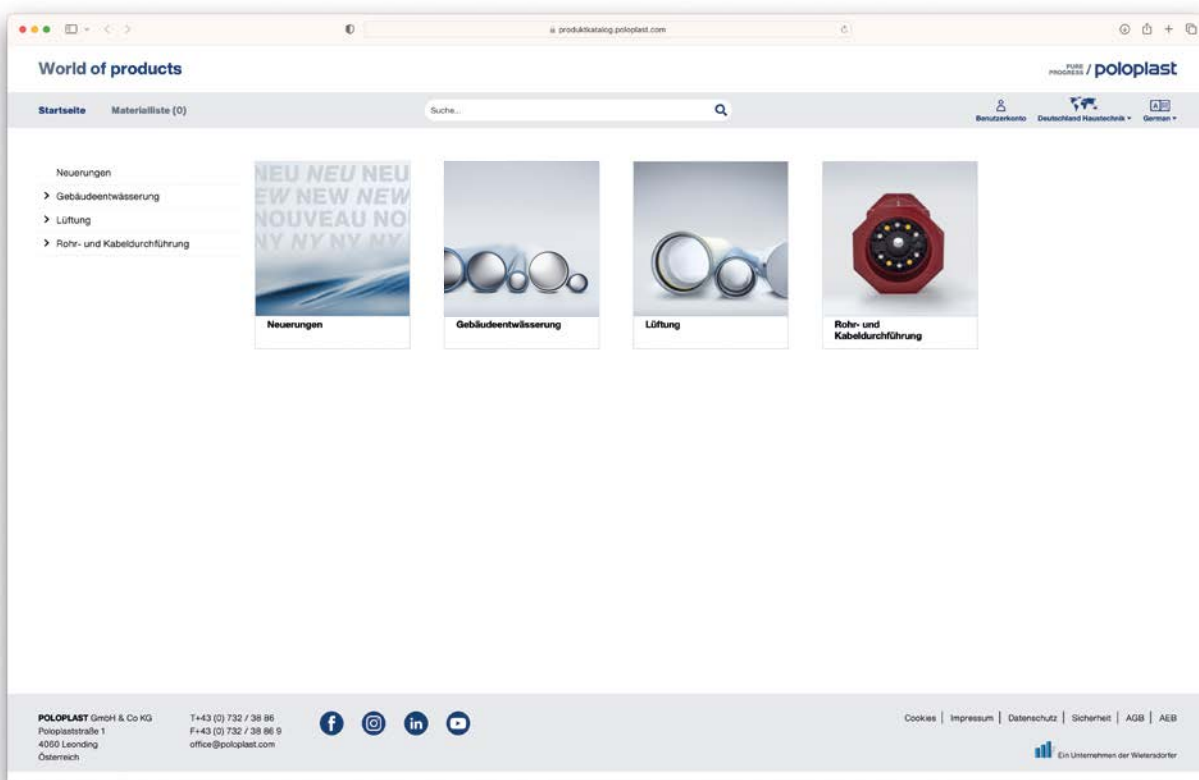 produktkatalog.poloplast.com
World of products
PURE
PROGRESS / poloplast
Startseite
Materialliste (0)
Suche...
Benutzerkonto
Deutschland Haustechnik
German
Neuerungen
Gebäudeentwässerung
Lüftung
Rohr- und Kabeldurchführung
NEU NEU NEU
EW NEW NEW
NOUVEAU NO
NY NY NY NY
Neuerungen
Gebäudeentwässerung
Lüftung
Rohr- und
Kabeldurchführung
POLOPLAST GmbH & Co KG
Poloplaststraße 1
4060 Leonding
Österreich
T+43 (0) 732 / 38 86
F+43 (0) 732 / 38 86 9
office@poloplast.com
Cookies | Impressum | Datenschutz | Sicherheit | AGB | AEB
Ein Unternehmen der Wietersdorfer